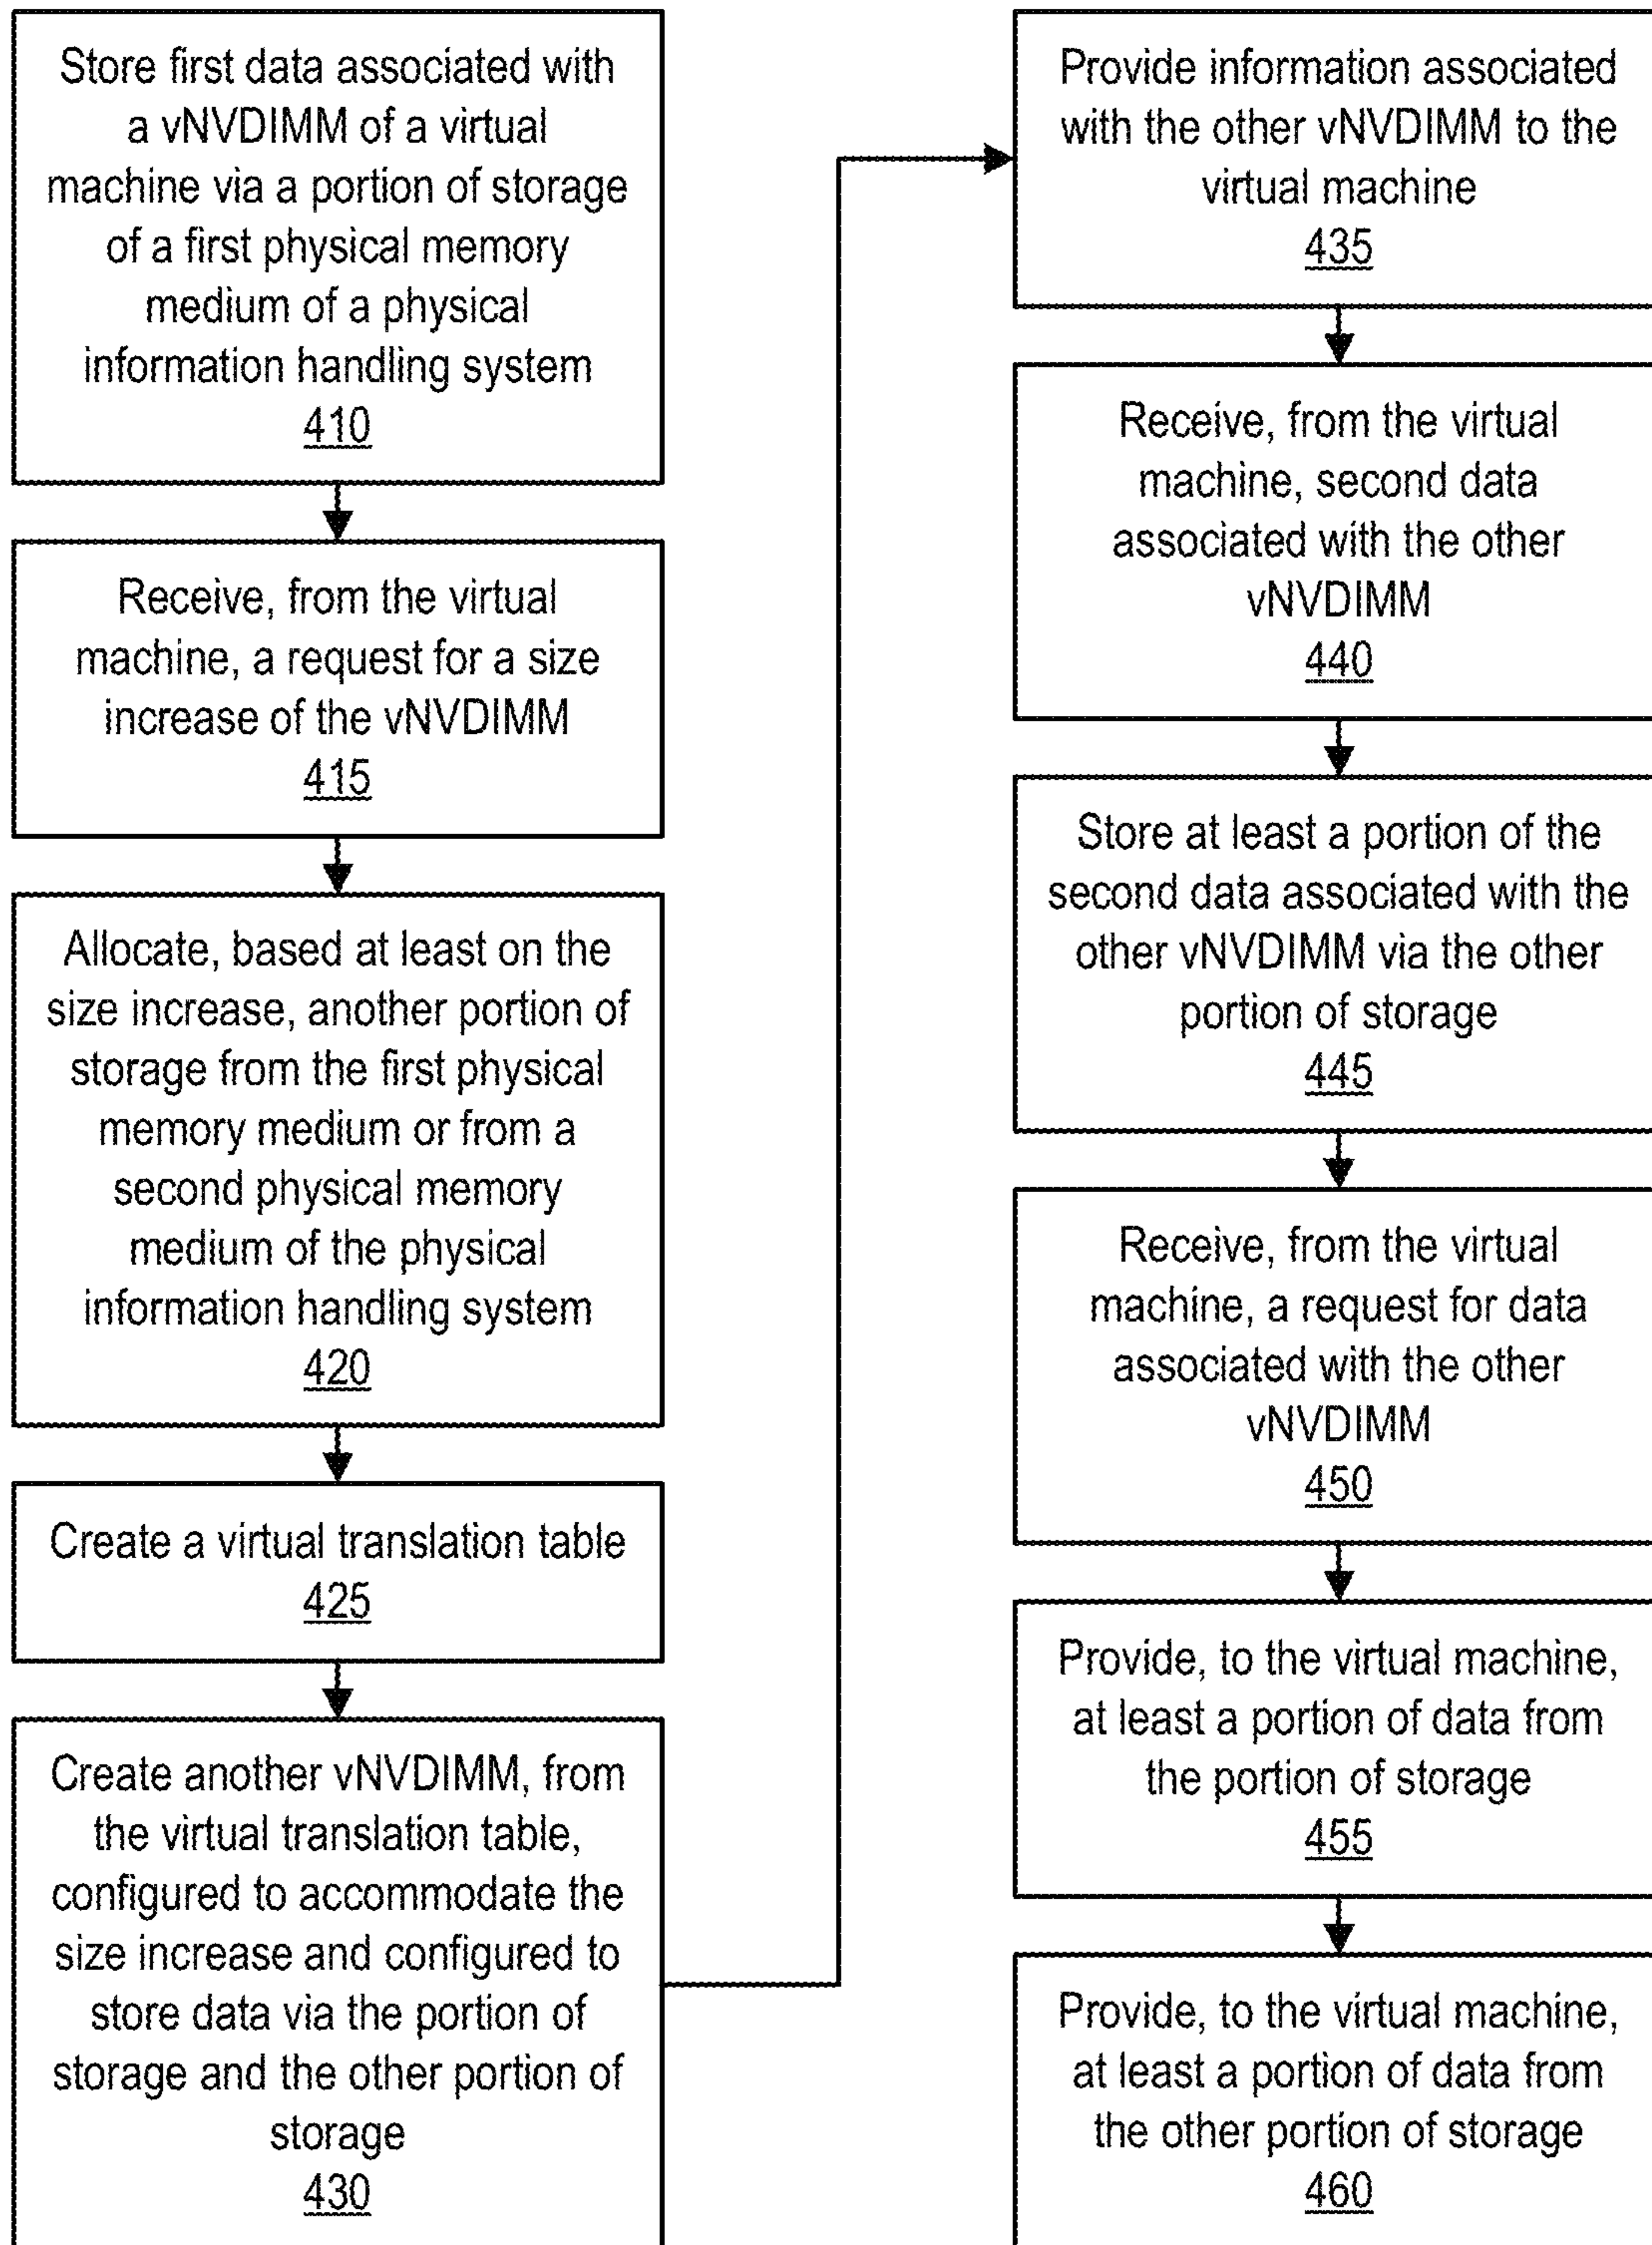 Store first data associated with
a vNVDIMM of a virtual
machine via a portion of storage
of a first physical memory
medium of a physical
information handling system
410
Receive, from the virtual
machine, a request for a size
increase of the vNVDIMM
415
Allocate, based at least on the
size increase, another portion of
storage from the first physical
memory medium or from a
second physical memory
medium of the physical
information handling system
420
Create a virtual translation table
425
Create another vNVDIMM, from
the virtual translation table,
configured to accommodate the
size increase and configured to
store data via the portion of
storage and the other portion of
storage
430
Provide information associated
with the other vNVDIMM to the
virtual machine
435
Receive, from the virtual
machine, second data
associated with the other
vNVDIMM
440
Store at least a portion of the
second data associated with the
other vNVDIMM via the other
portion of storage
445
Receive, from the virtual
machine, a request for data
associated with the other
vNVDIMM
450
Provide, to the virtual machine,
at least a portion of data from
the portion of storage
455
Provide, to the virtual machine,
at least a portion of data from
the other portion of storage
460